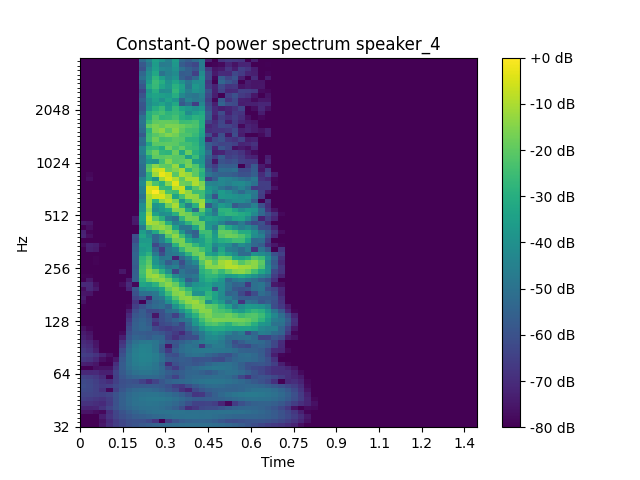 Constant-Q power spectrum speaker_4
+0 dB
2048
-10 dB
1024
-20 dB
512
-30 dB
Hz
-40 dB
256
-50 dB
128
-60 dB
64
-70 dB
32
-80 dB
0 0.15 0.3 0.45 0.6 0.75 0.9 1.1 1.2 1.4
Time